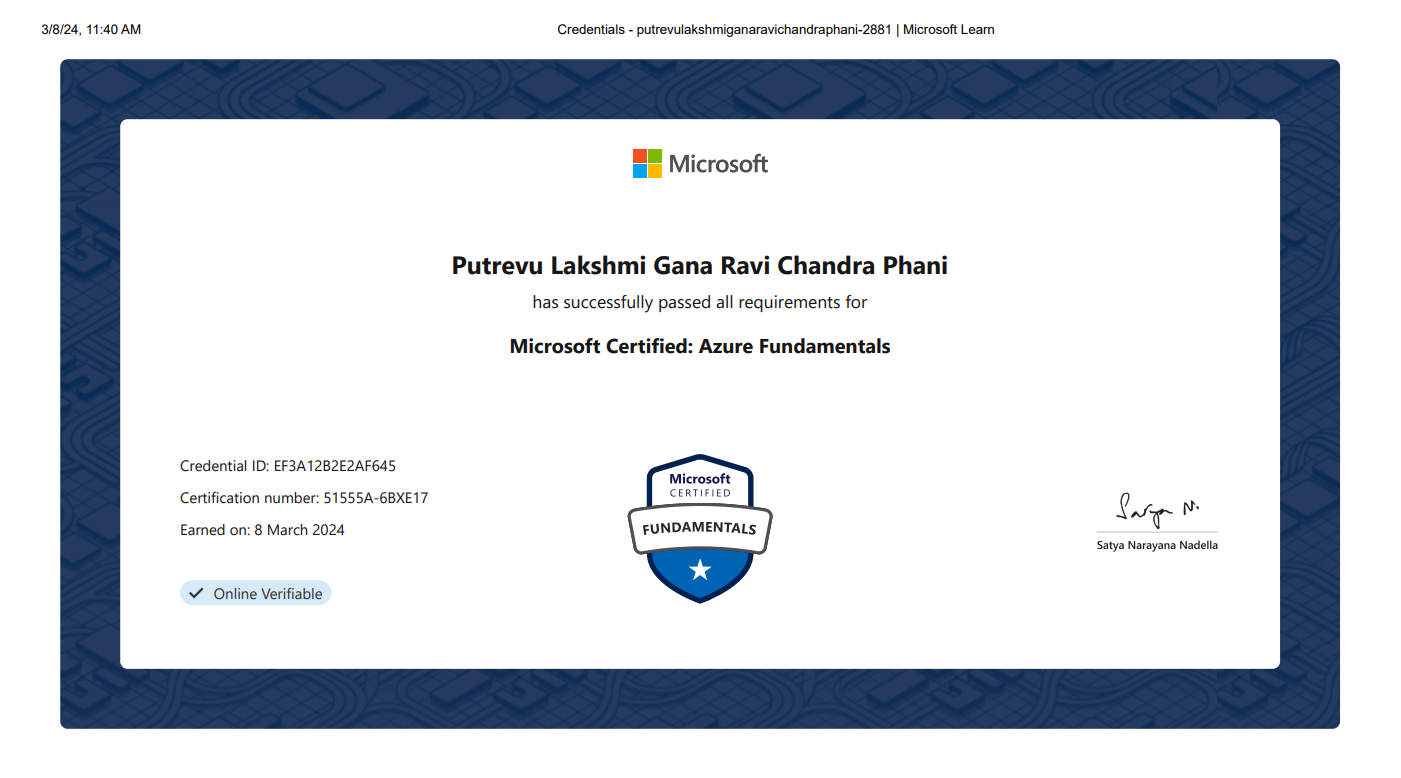 3/8/24, 11:40 AM
Credentials - putrevulakshmiganaravichandraphani-2881 | Microsoft Learn
Microsoft
Putrevu Lakshmi Gana Ravi Chandra Phani
has successfully passed all requirements for
Microsoft Certified: Azure Fundamentals
Credential ID: EF3A12B2E2AF645
Certification number: 51555A-6BXE17
Earned on: 8 March 2024
Online Verifiable
Microsoft
CERTIFIED
FUNDAMENTALS
Satya N.
Satya Narayana Nadella